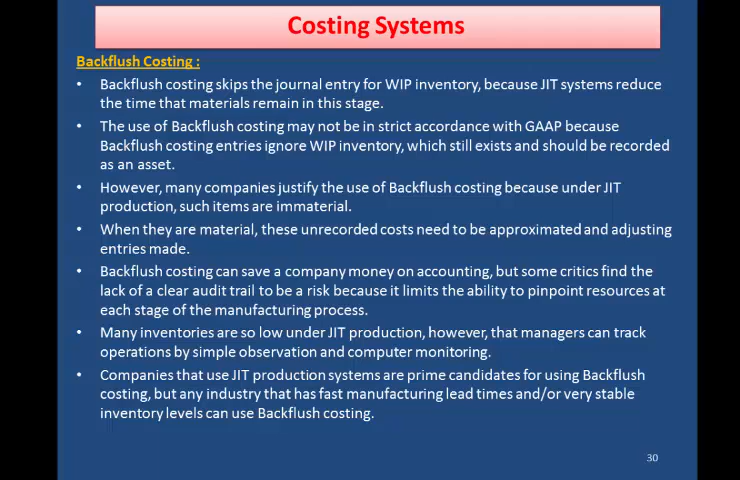 Costing Systems
Backflush Costing :
• Backflush costing skips the journal entry for WIP inventory, because JIT systems reduce
the time that materials remain in this stage.
• The use of Backflush costing may not be in strict accordance with GAAP because
Backflush costing entries ignore WIP inventory, which still exists and should be recorded
as an asset.
• However, many companies justify the use of Backflush costing because under JIT
production, such items are immaterial.
• When they are material, these unrecorded costs need to be approximated and adjusting
entries made.
• Backflush costing can save a company money on accounting, but some critics find the
lack of a clear audit trail to be a risk because it limits the ability to pinpoint resources at
each stage of the manufacturing process.
• Many inventories are so low under JIT production, however, that managers can track
operations by simple observation and computer monitoring.
• Companies that use JIT production systems are prime candidates for using Backflush
costing, but any industry that has fast manufacturing lead times and/or very stable
inventory levels can use Backflush costing.
30